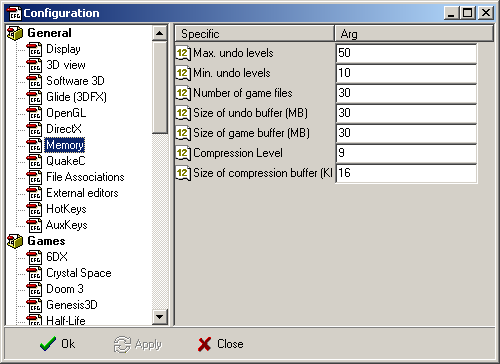 Configuration
General
Display
3D view
Software 3D
Glide (3DFX)
OpenGL
DirectX
Memory
QuakeC
File Associations
External editors
HotKeys
AuxKeys
Games
6DX
Crystal Space
Doom 3
Genesis3D
Half-Life
Specific Arg
Max. undo levels 50
Min. undo levels 10
Number of game files 30
Size of undo buffer (MB) 30
Size of game buffer (MB) 30
Compression Level 9
Size of compression buffer (KI 16
Ok Apply Close